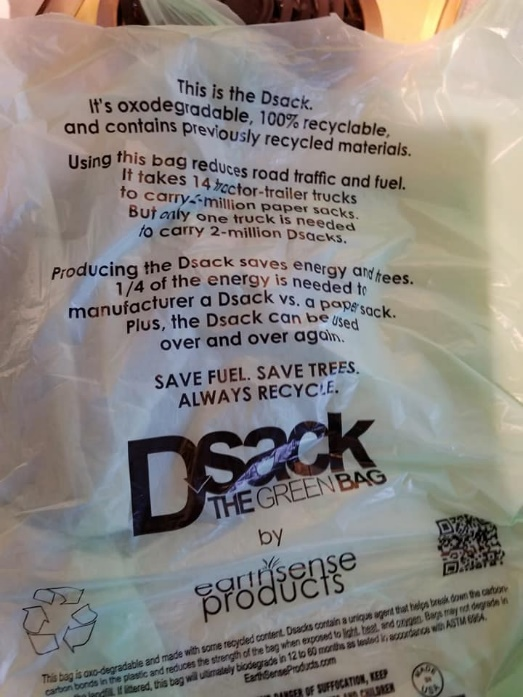 This is the Dsack.
It's oxodegradable, 100% recyclable,
and contains previously recycled materials.
Using this bag reduces road traffic and fuel.
It takes 14 tractor-trailer trucks
to carry 2-million paper sacks.
But only one truck is needed
to carry 2-million Dsacks.
Producing the Dsack saves energy and trees.
1/4 of the energy is needed to
manufacturer a Dsack vs. a paper sack.
Plus, the Dsack can be used
over and over again.
SAVE FUEL. SAVE TREES.
ALWAYS RECYCLE.
Dsack
THE GREEN BAG
by
earthsense
products
This bag is oxo-degradable and made with some recycled content. Dsacks contain a unique agent that helps break down the carbon-
carbon bonds in the plastic and reduces the strength of the bag when exposed to light, heat, and oxygen. Bags may not degrade in
landfill. If littered, this bag will ultimately biodegrade in 12 to 60 months as tested in accordance with ASTM 6954.
EarthSenseProducts.com
DANGER OF SUFFOCATION, KEEP
CHILDREN
MADE
IN